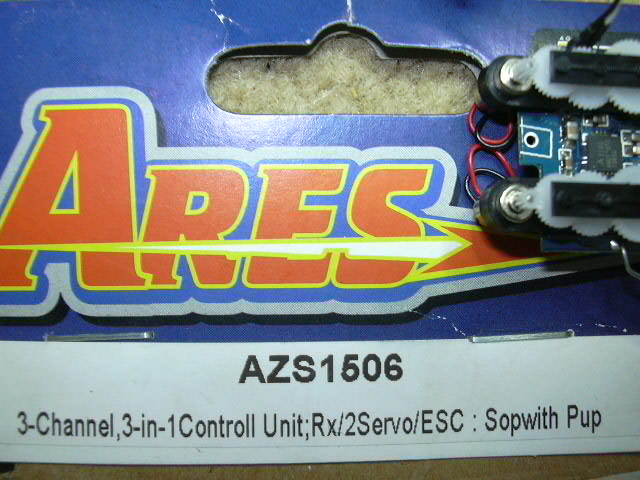 ARES
AZS1506
3-Channel,3-in-1Controll Unit;Rx/2Servo/ESC : Sopwith Pup